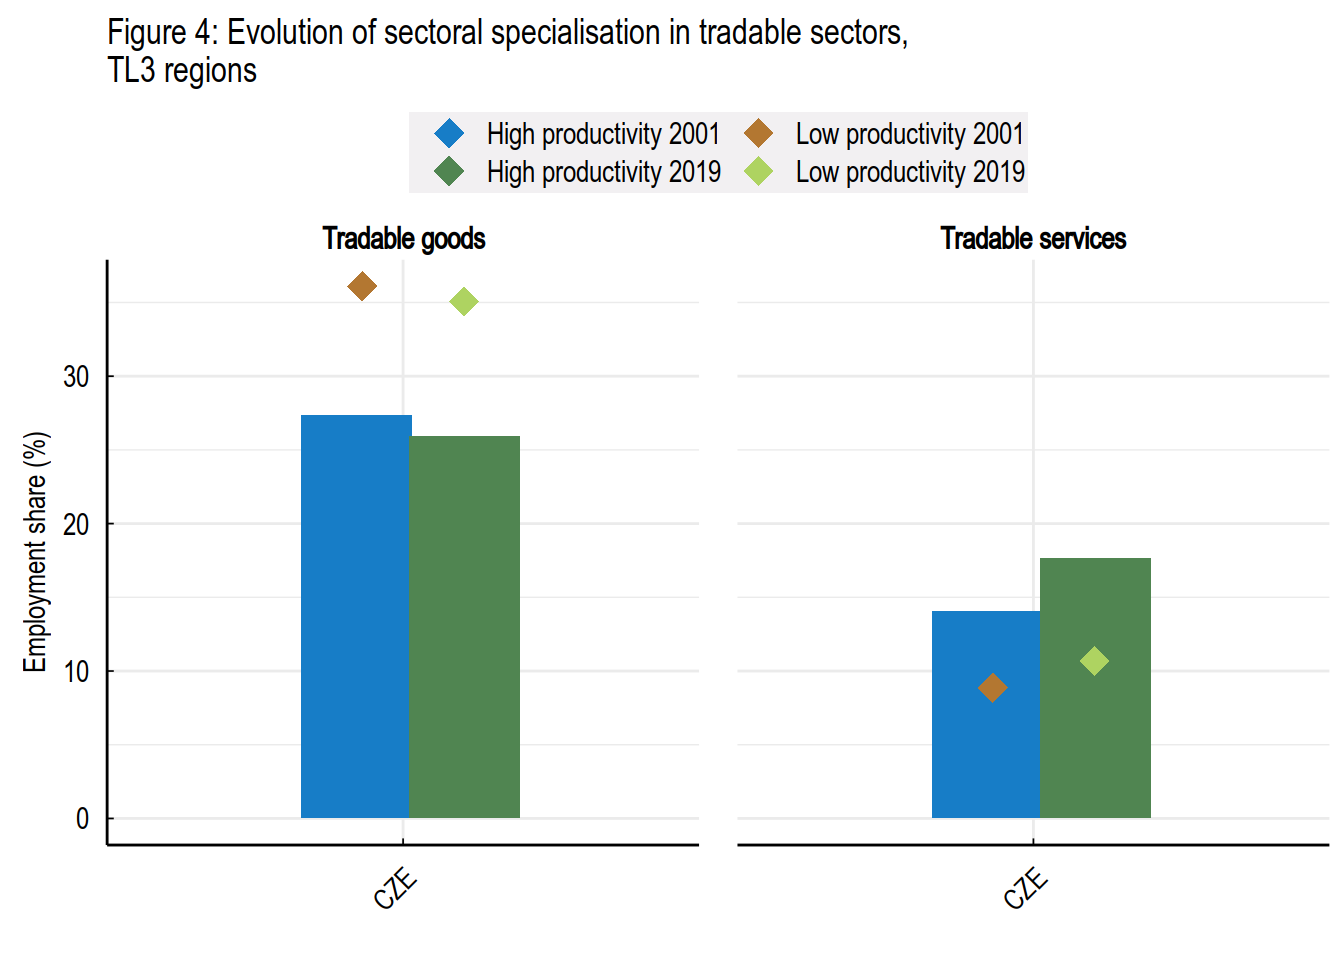 Figure 4: Evolution of sectoral specialisation in tradable sectors,
TL3 regions
High productivity 2001
Low productivity 2001
High productivity 2019
Low productivity 2019
Tradable goods
Tradable services
Employment share (%)
30
20
10
0
CZE
CZE